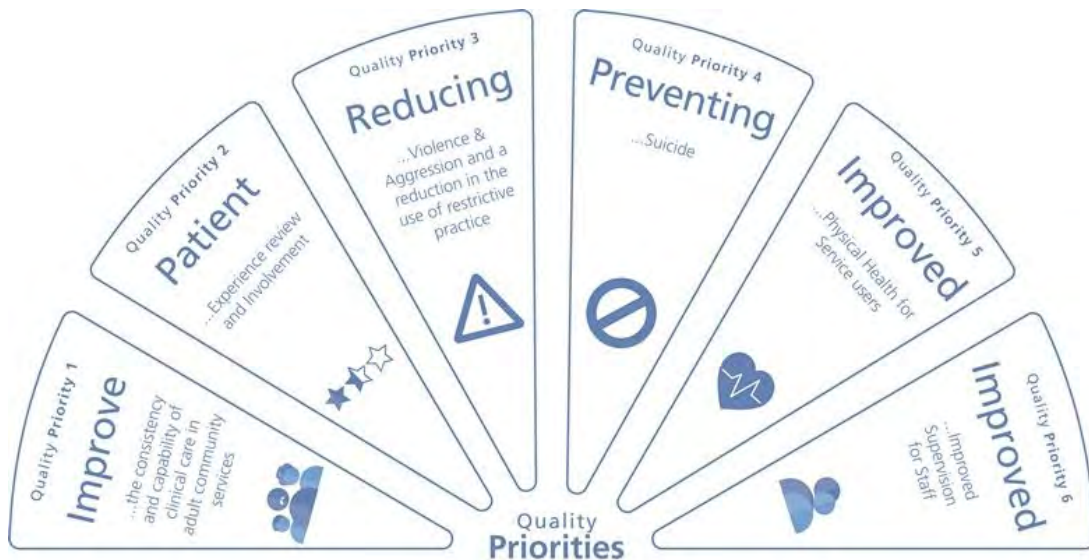 Quality Priority 1
Improve
...the consistency
and capability of
clinical care in
adult community
services
Quality Priority 2
Patient
...Experience review
and Involvement
Quality Priority 3
Reducing
...Violence &
Aggression and a
reduction in the
use of restrictive
practice
Quality Priority 4
Preventing
...Suicide
Quality Priority 5
Improved
...Physical Health for
Service users
Quality Priority 6
Improved
...Improved
Supervision
for Staff
Quality
Priorities